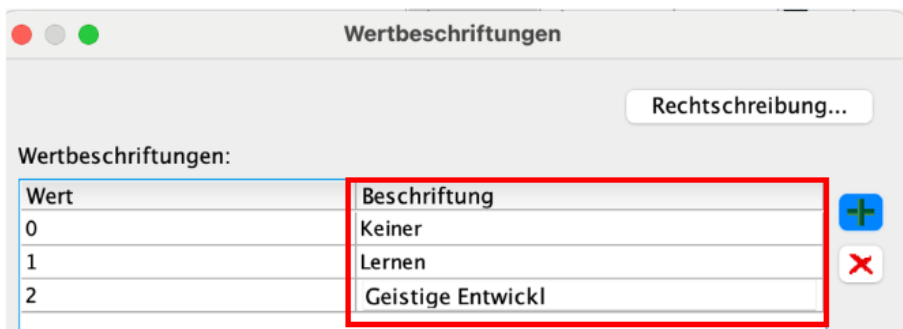 Wertbeschriftungen
Rechtschreibung...
Wertbeschriftungen:
Wert Beschriftung
0 Keiner
1 Lernen
2 Geistige Entwickl